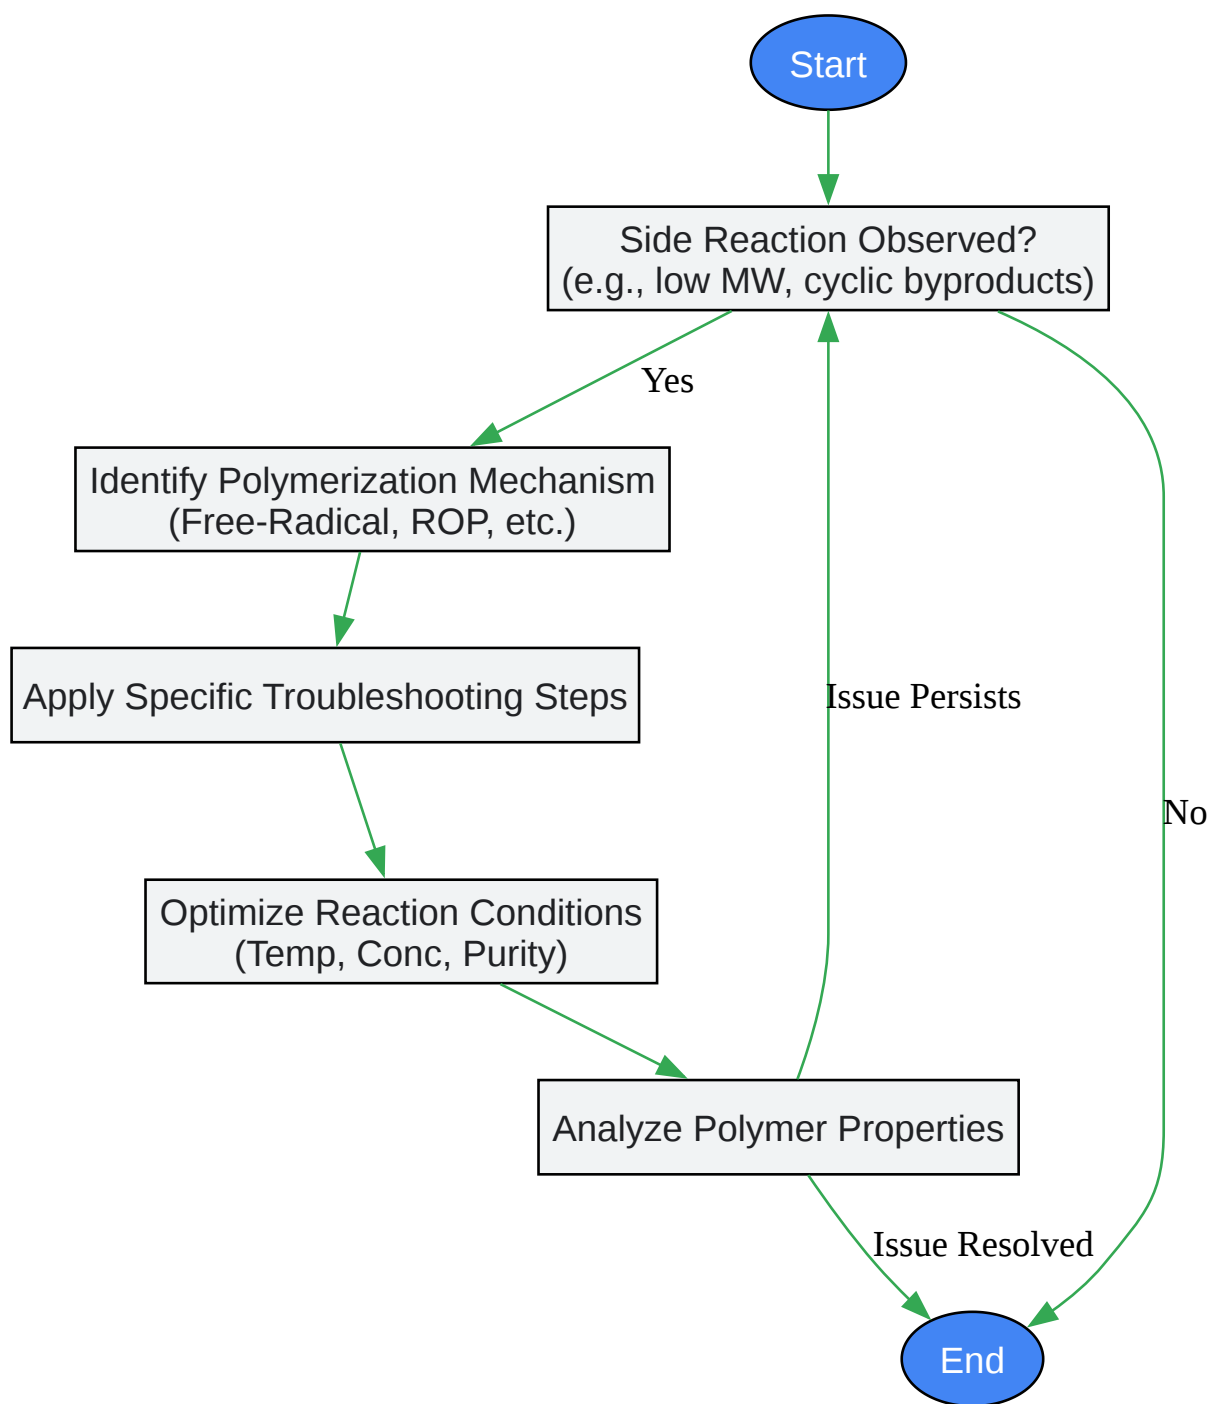 Start
Side Reaction Observed?
(e.g., low MW, cyclic byproducts)
Yes
Identify Polymerization Mechanism
(Free-Radical, ROP, etc.)
Apply Specific Troubleshooting Steps
Issue Persists
No
Optimize Reaction Conditions
(Temp, Conc, Purity)
Analyze Polymer Properties
Issue Resolved
End